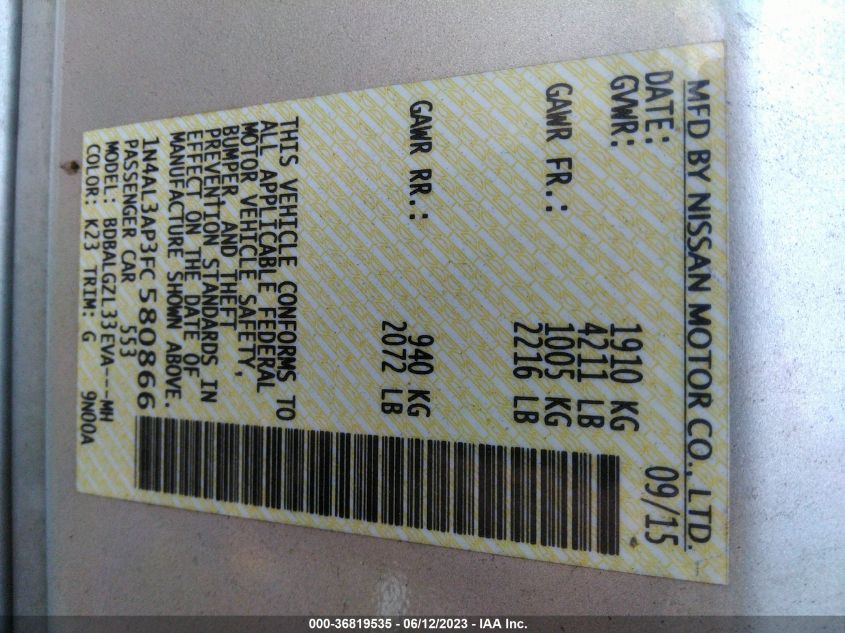 MFD BY NISSAN MOTOR CO., LTD.
DATE: 09/15
GVWR: 1910 KG
4211 LB
GAWR FR.: 1005 KG
2216 LB
GAWR RR.: 940 KG
2072 LB
THIS VEHICLE CONFORMS TO
ALL APPLICABLE FEDERAL
MOTOR VEHICLE SAFETY,
BUMPER AND THEFT
PREVENTION STANDARDS IN
EFFECT ON THE DATE OF
MANUFACTURE SHOWN ABOVE.
1N4AL3AP3FC580866
PASSENGER CAR 553
MODEL: BDBALGZL33EVA---MH
COLOR: K23 TRIM: G 9N00A
000-36819535 - 06/12/2023 - IAA Inc.